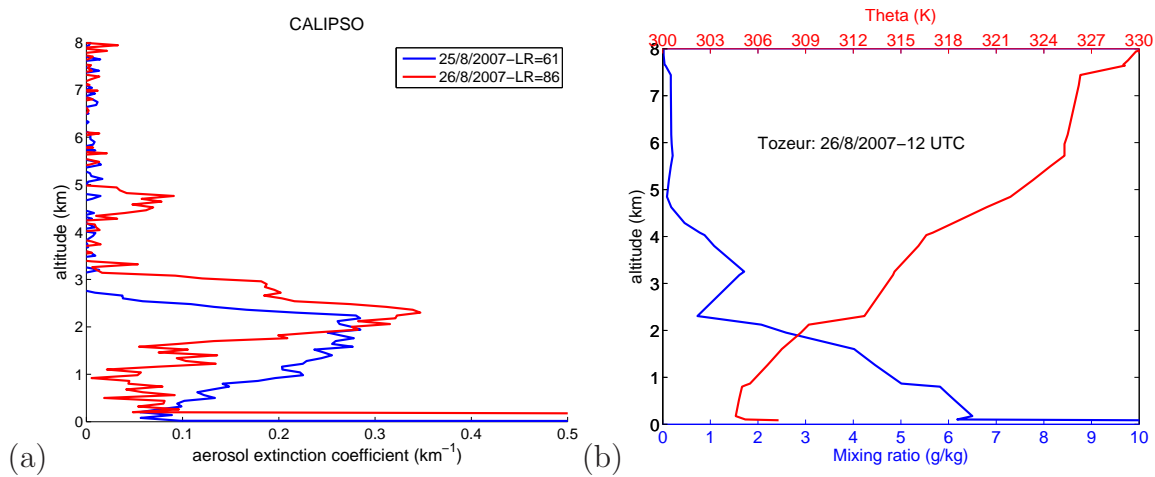 CALIPSO
25/8/2007−LR=61
26/8/2007−LR=86
8
7
6
5
4
3
2
1
0
altitude (km)
0 0.1 0.2 0.3 0.4 0.5
aerosol extinction coefficient (km−1)
(a)
Theta (K)
300 303 306 309 312 315 318 321 324 327 330
Tozeur: 26/8/2007−12 UTC
8
7
6
5
4
3
2
1
0
altitude (km)
0 1 2 3 4 5 6 7 8 9 10
Mixing ratio (g/kg)
(b)